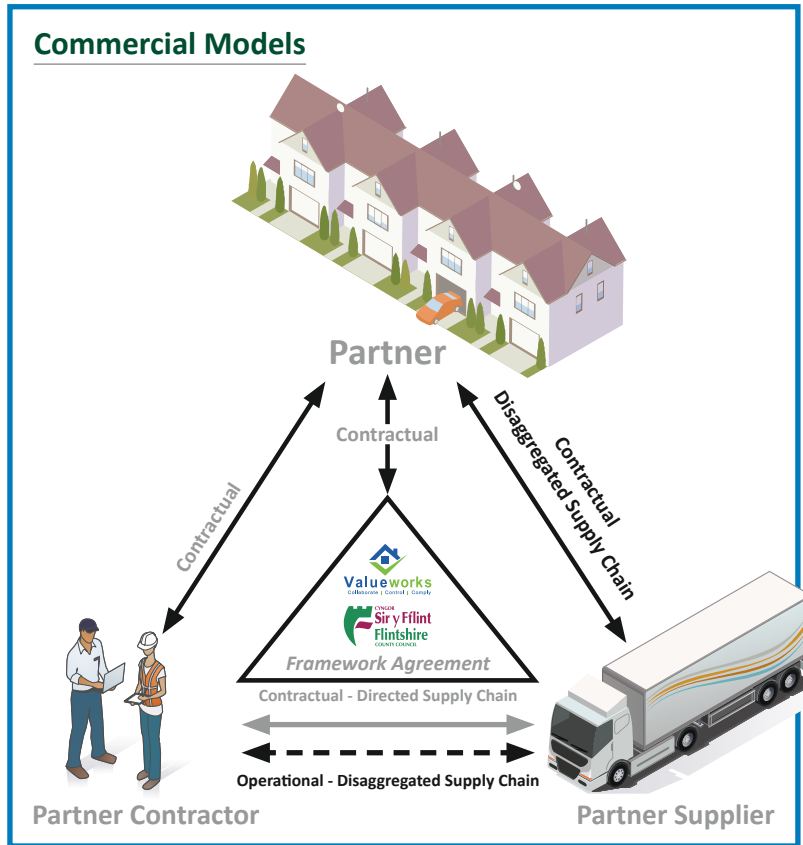 Commercial Models
Partner
Contractual
Contractual
Contractual
Disaggregated Supply Chain
Valueworks
Collaborate | Control | Comply
CYNGOR
Sir y Fflint
Flintshire
COUNTY COUNCIL
Framework Agreement
Contractual - Directed Supply Chain
Operational - Disaggregated Supply Chain
Partner Contractor
Partner Supplier